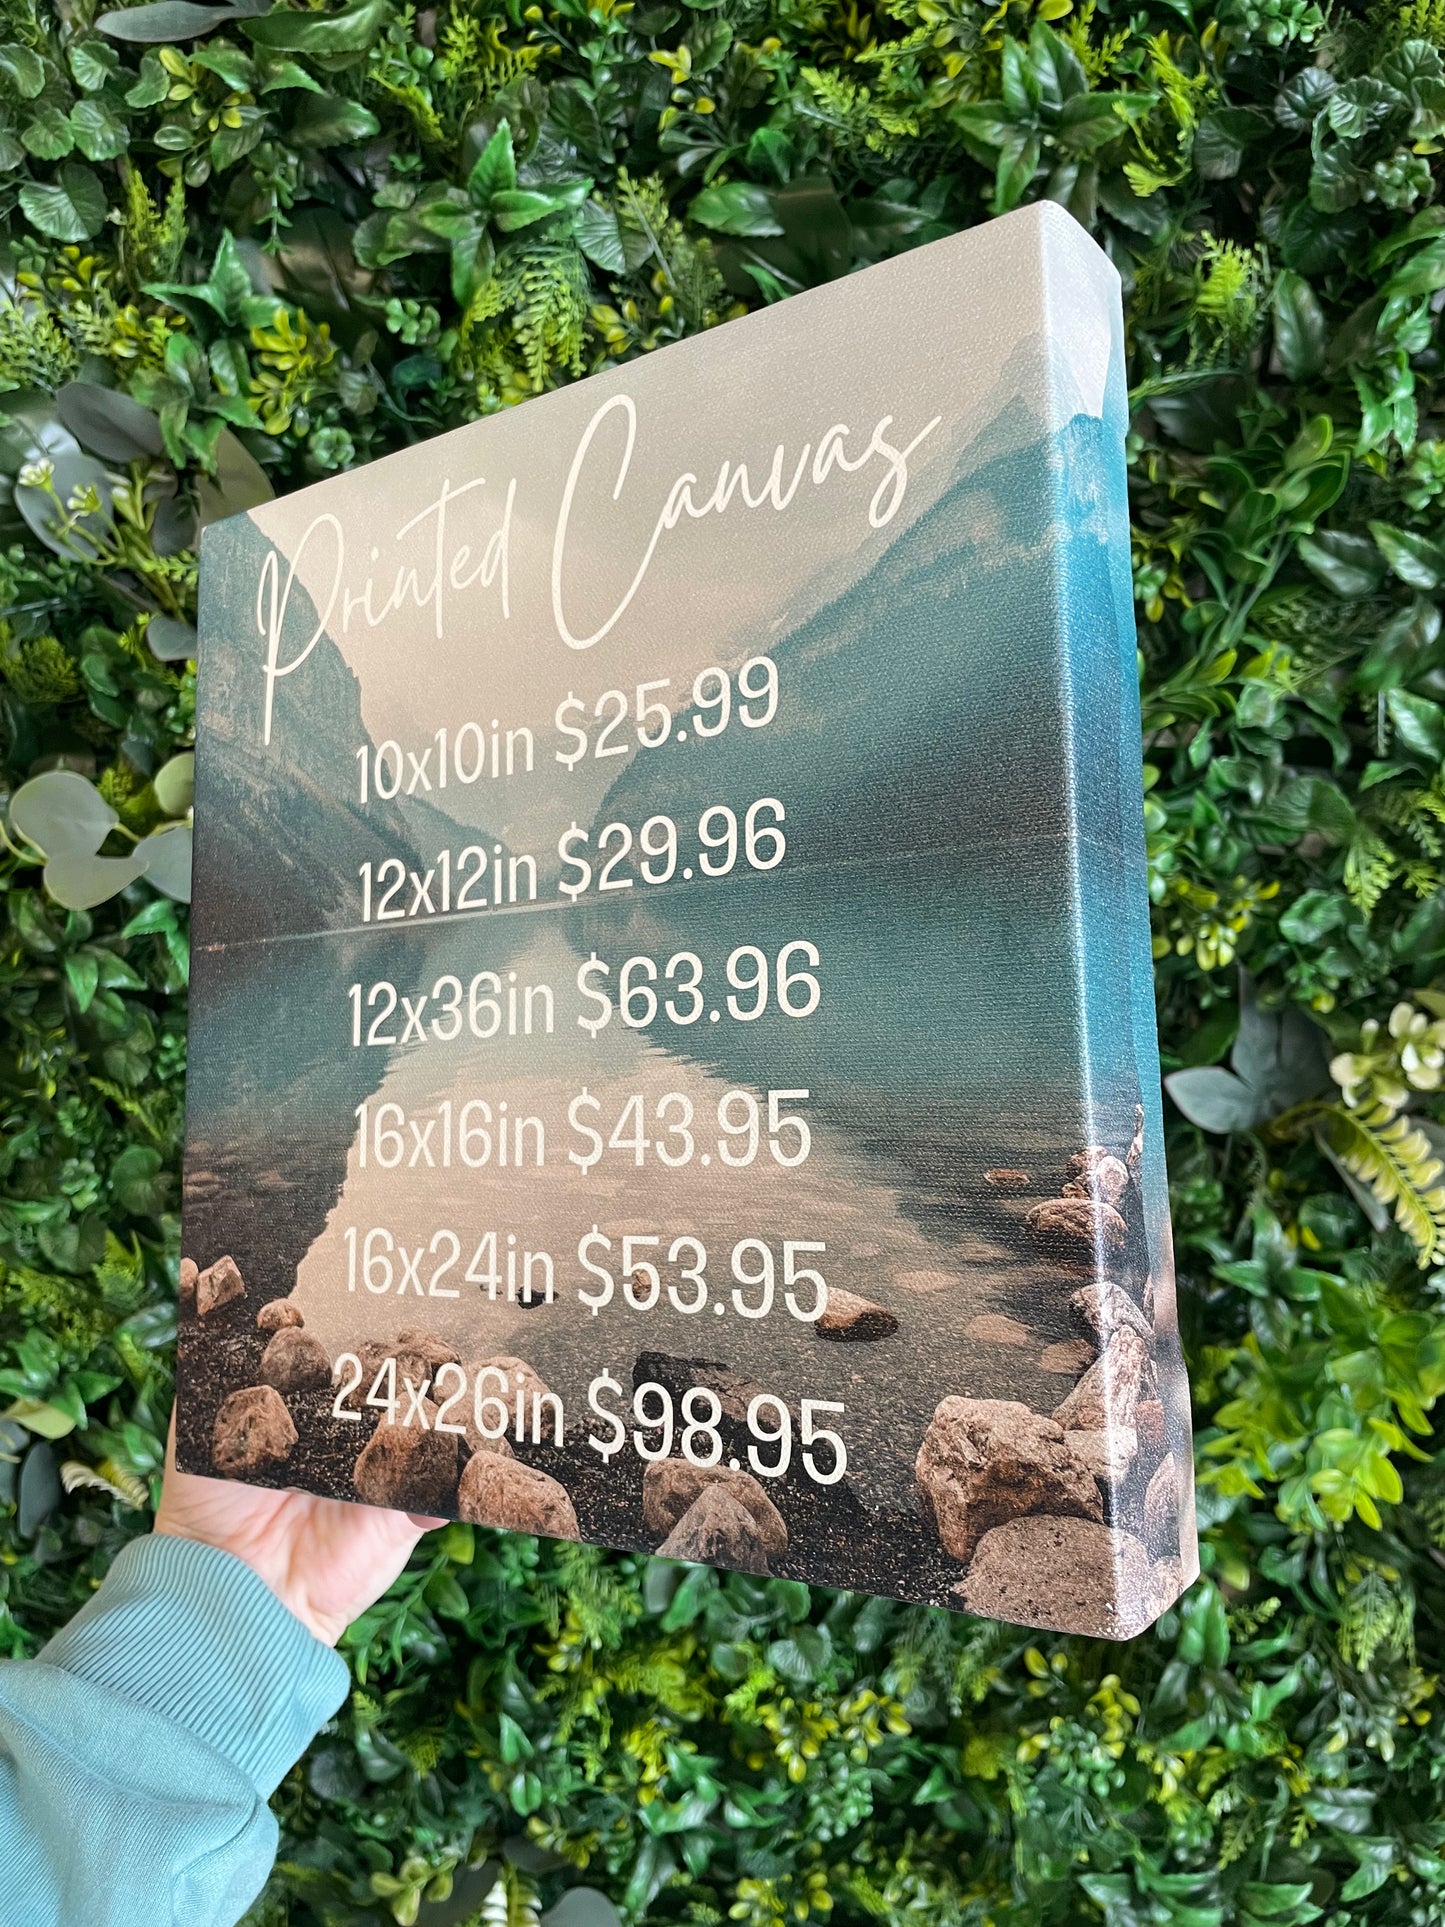 Printed Canvas
10x10in $25.99
12x12in $29.96
12x36in $63.96
16x16in $43.95
16x24in $53.95
24x26in $98.95